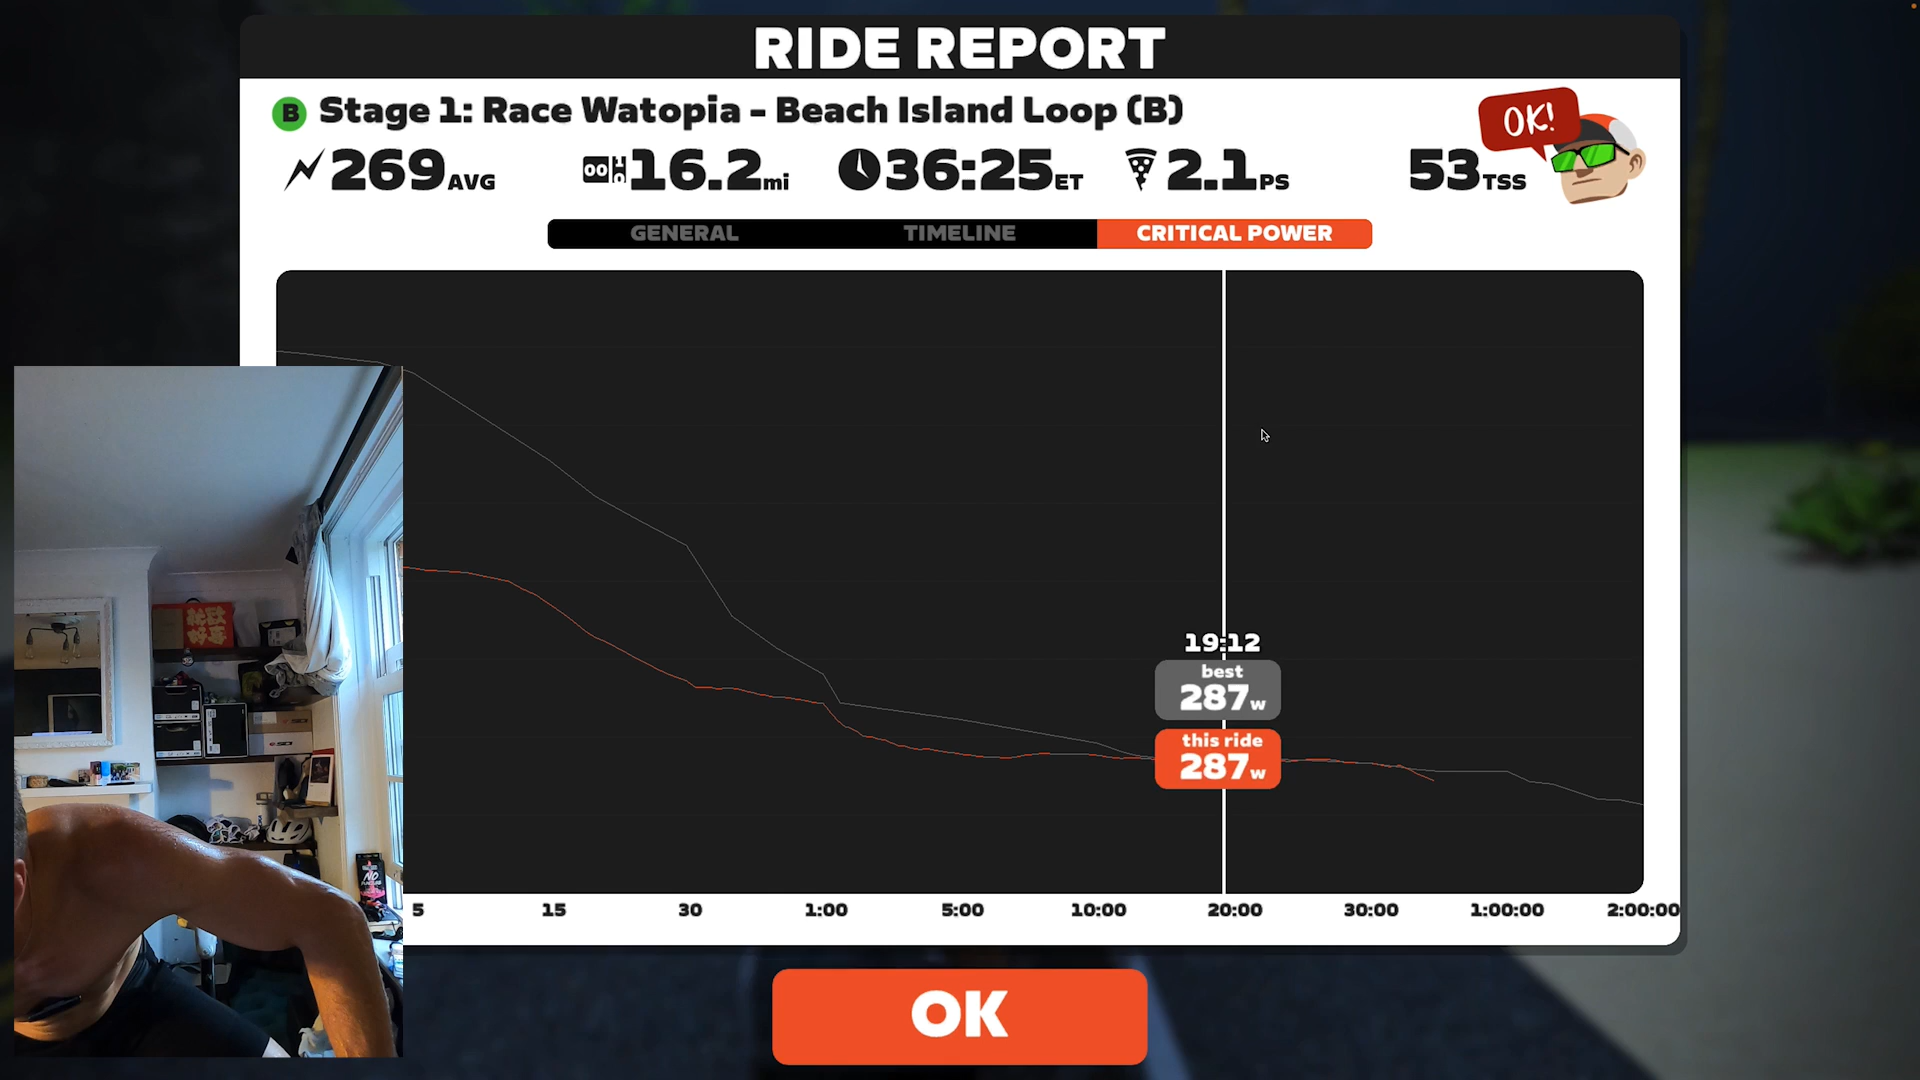 RIDE REPORT
B Stage 1: Race Watopia - Beach Island Loop (B)
OK!
269AVG 16.2mi 36:25ET 2.1PS 53TSS
GENERAL TIMELINE CRITICAL POWER
19:12
best
287w
this ride
287w
5 15 30 1:00 5:00 10:00 20:00 30:00 1:00:00 2:00:00
NO
OK